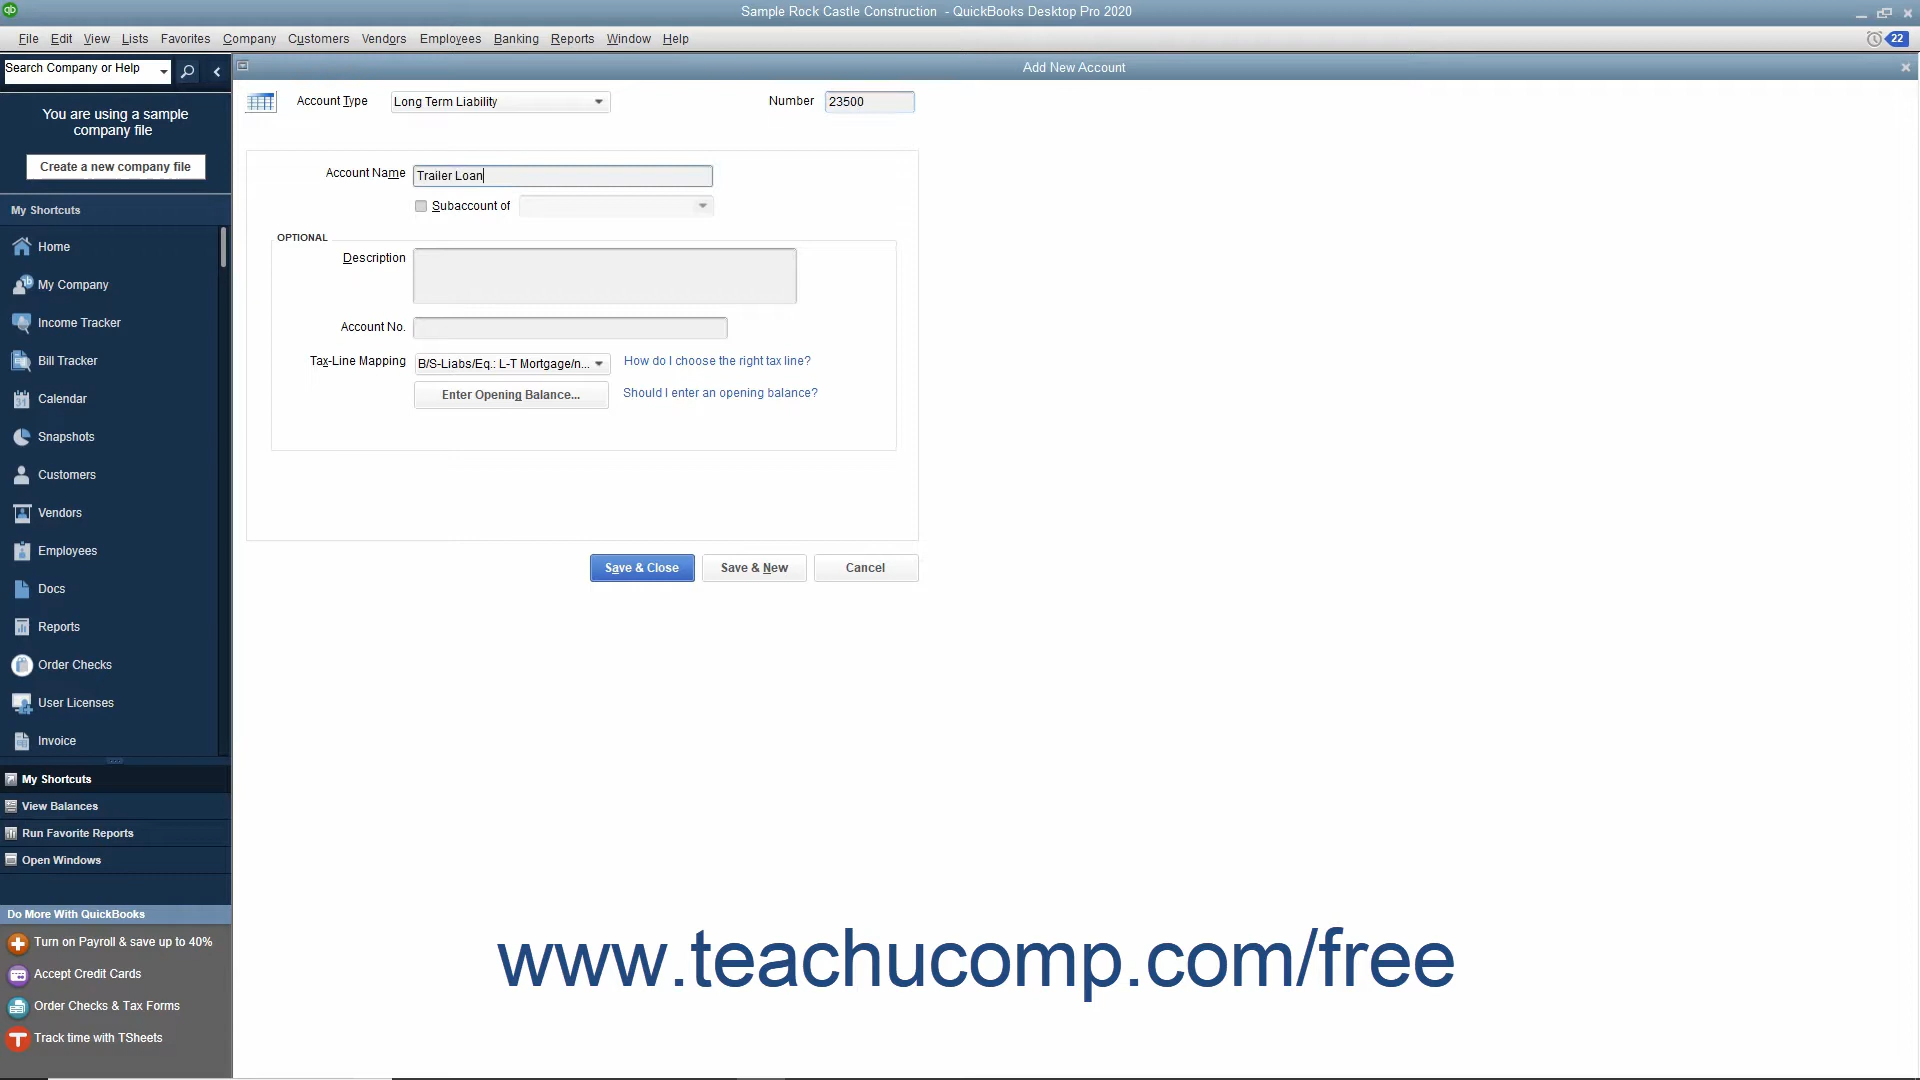 Sample Rock Castle Construction - QuickBooks Desktop Pro 2020
File Edit View Lists Favorites Company Customers Vendors Employees Banking Reports Window Help
22
Search Company or Help
Add New Account
You are using a sample
company file
Create a new company file
My Shortcuts
Home
My Company
Income Tracker
Bill Tracker
Calendar
Snapshots
Customers
Vendors
Employees
Docs
Reports
Order Checks
User Licenses
Invoice
My Shortcuts
View Balances
Run Favorite Reports
Open Windows
Do More With QuickBooks
Turn on Payroll & save up to 40%
Accept Credit Cards
Order Checks & Tax Forms
Track time with TSheets
Account Type Long Term Liability Number 23500
Account Name Trailer Loan
Subaccount of
OPTIONAL
Description
Account No.
Tax-Line Mapping B/S-Liabs/Eq.: L-T Mortgage/n... How do I choose the right tax line?
Enter Opening Balance... Should I enter an opening balance?
Save & Close Save & New Cancel
www.teachucomp.com/free